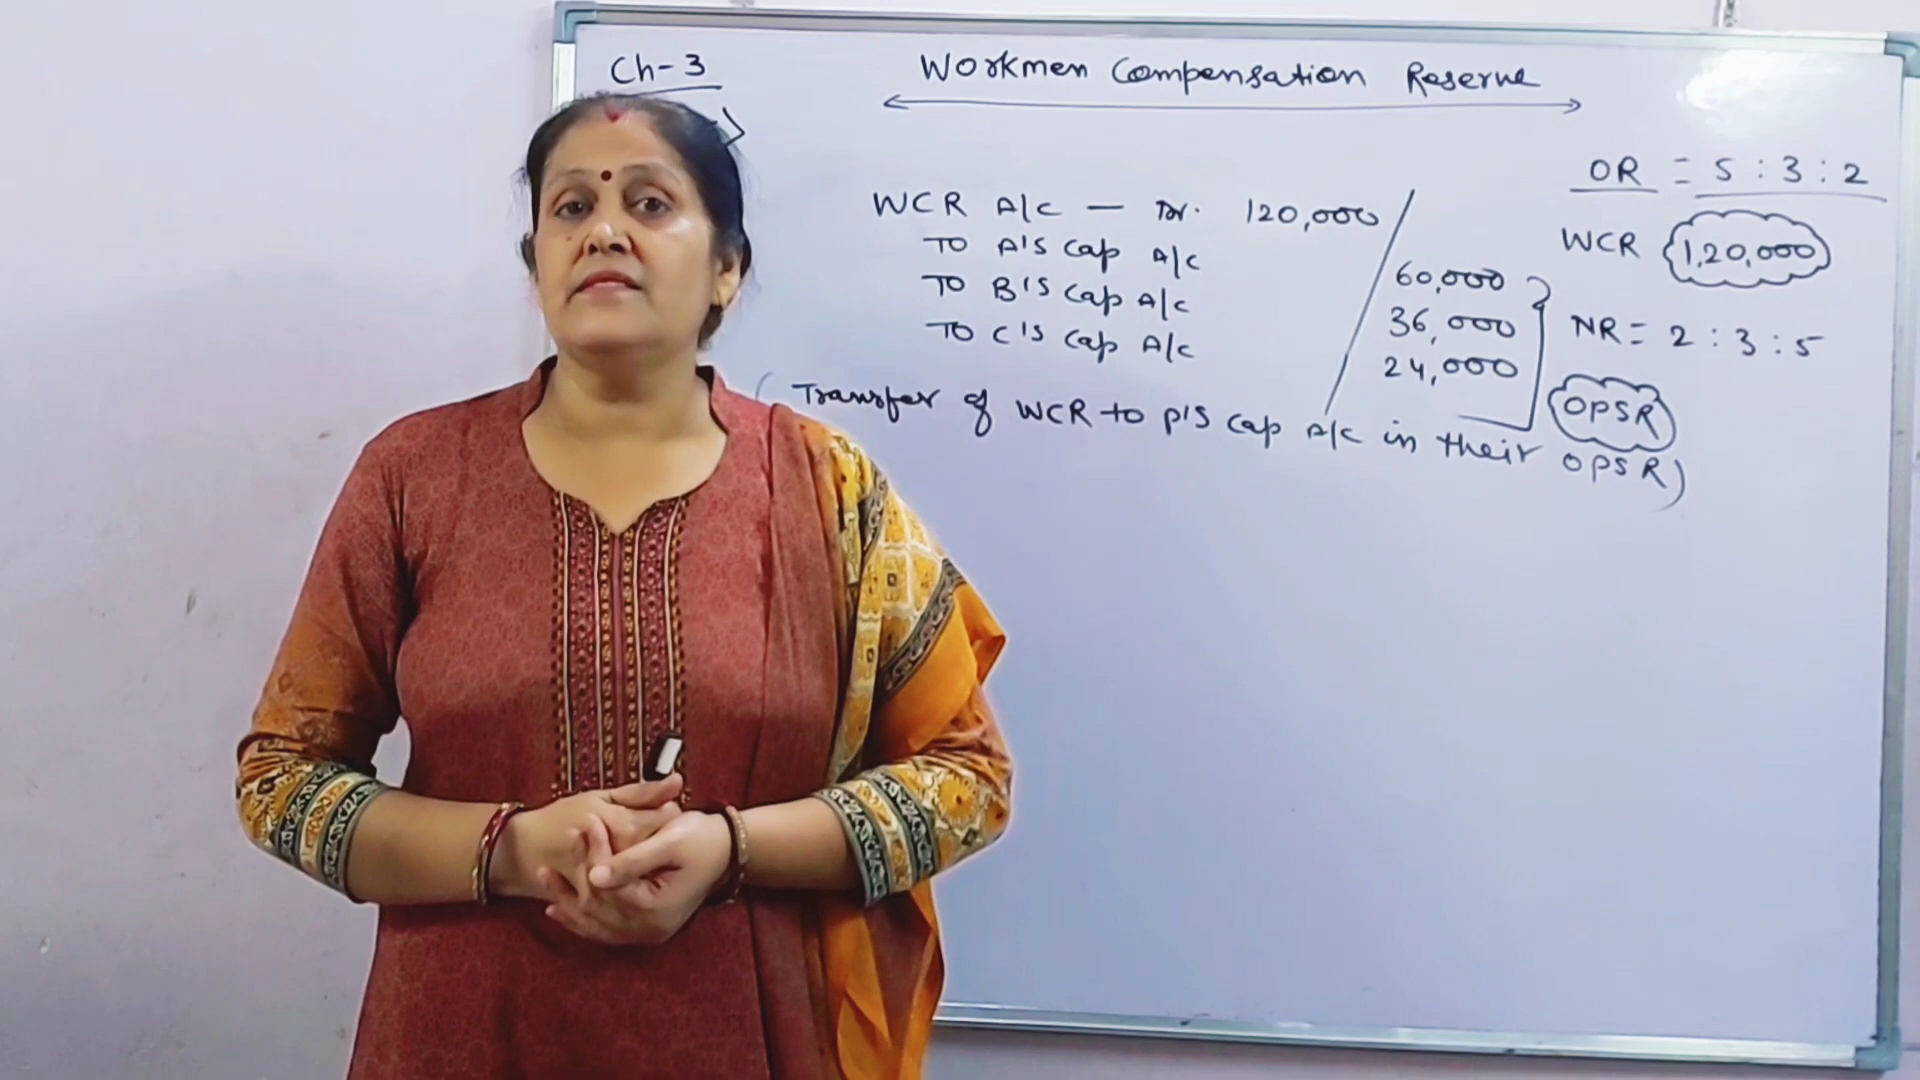 Ch-3
Workmen Compensation Reserve
OR = 5 : 3 : 2
WCR A/c — Dr. 120,000
WCR 1,20,000
To A's Cap A/c 60,000
To B's Cap A/c 36,000
NR = 2 : 3 : 5
To C's Cap A/c 24,000
OPSR
(Transfer of WCR to P's Cap A/c in their OPSR)